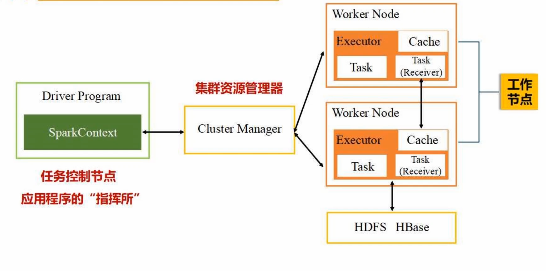 Driver Program
SparkContext
任务控制节点
应用程序的“指挥所”
集群资源管理器
Cluster Manager
Worker Node
Executor
Cache
Task
Task
(Receiver)
Worker Node
Executor
Cache
Task
Task
(Receiver)
HDFS HBase
工作
节点